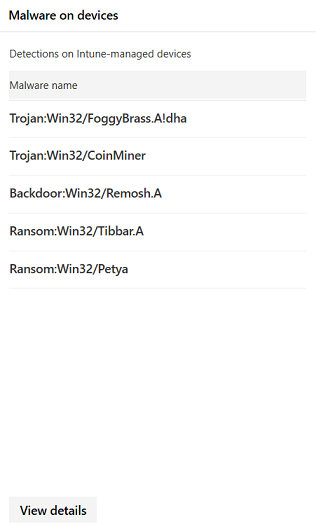 Malware on devices
Detections on Intune-managed devices
Malware name
Trojan:Win32/FoggyBrass.A!dha
Trojan:Win32/CoinMiner
Backdoor:Win32/Remosh.A
Ransom:Win32/Tibbar.A
Ransom:Win32/Petya
View details